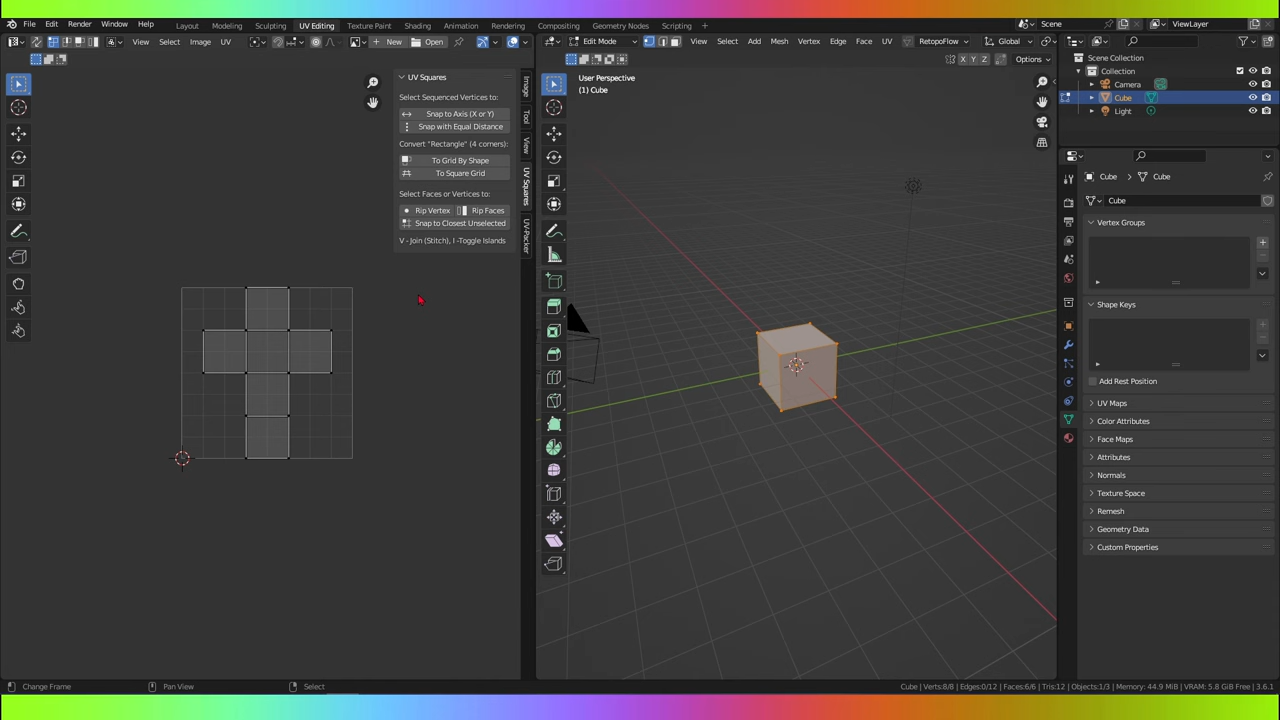 File Edit Render Window Help Layout Modeling Sculpting UV Editing Texture Paint Shading Animation Rendering Compositing Geometry Nodes Scripting + Scene ViewLayer
View Select Image UV New Open
Edit Mode View Select Add Mesh Vertex Edge Face UV RetopoFlow Global
X Y Z Options
UV Squares
Select Sequenced Vertices to:
Snap to Axis (X or Y)
Snap with Equal Distance
Convert "Rectangle" (4 corners):
To Grid By Shape
To Square Grid
Select Faces or Vertices to:
Rip Vertex Rip Faces
Snap to Closest Unselected
V - Join (Stitch), I -Toggle Islands
Image
Tool
View
UV Squares
UV-Packer
User Perspective
(1) Cube
Scene Collection
Collection
Camera
Cube
Light
Cube Cube
Cube
Vertex Groups
Shape Keys
Add Rest Position
UV Maps
Color Attributes
Face Maps
Attributes
Normals
Texture Space
Remesh
Geometry Data
Custom Properties
Change Frame Pan View Select Cube | Verts:8/8 | Edges:0/12 | Faces:6/6 | Tris:12 | Objects:1/3 | Memory: 44.9 MiB | VRAM: 5.8 GiB Free | 3.6.1